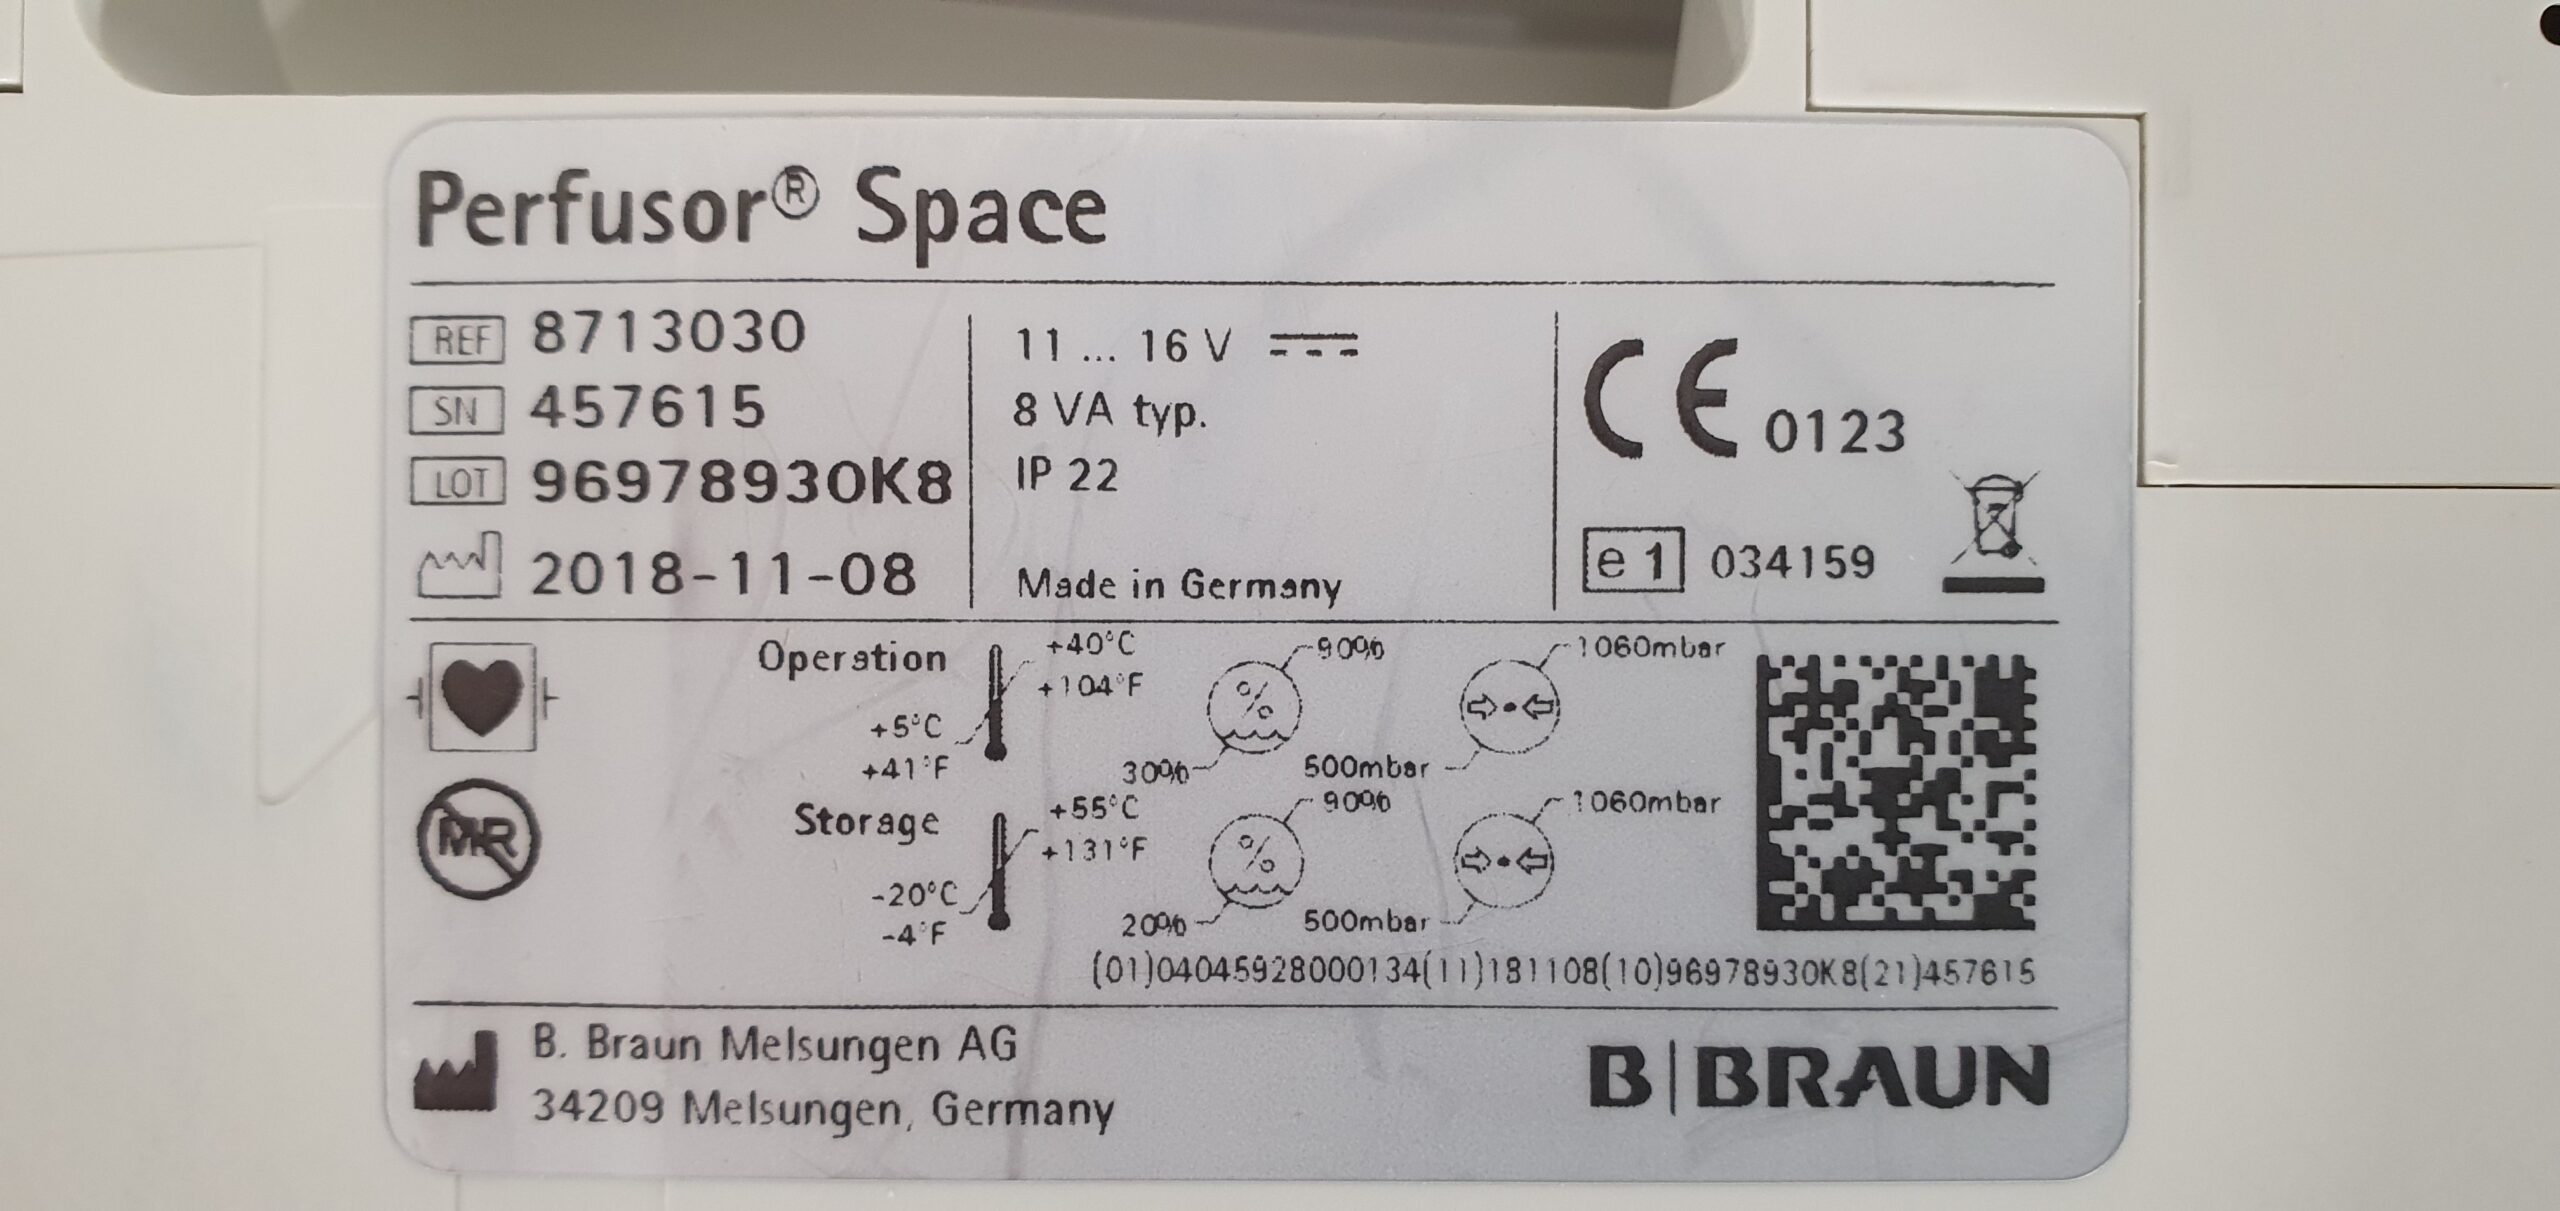 Perfusor® Space
REF 8713030
SN 457615
LOT 96978930K8
2018-11-08
11 ... 16 V
8 VA typ.
IP 22
Made in Germany
CE 0123
e1 034159
Operation
+40°C
+104°F
+5°C
+41°F
90%
%
30%
1060mbar
500mbar
Storage
+55°C
+131°F
-20°C
-4°F
90%
%
20%
1060mbar
500mbar
MR
(01)04045928000134(11)181108(10)96978930K8(21)457615
B. Braun Melsungen AG
34209 Melsungen, Germany
B|BRAUN